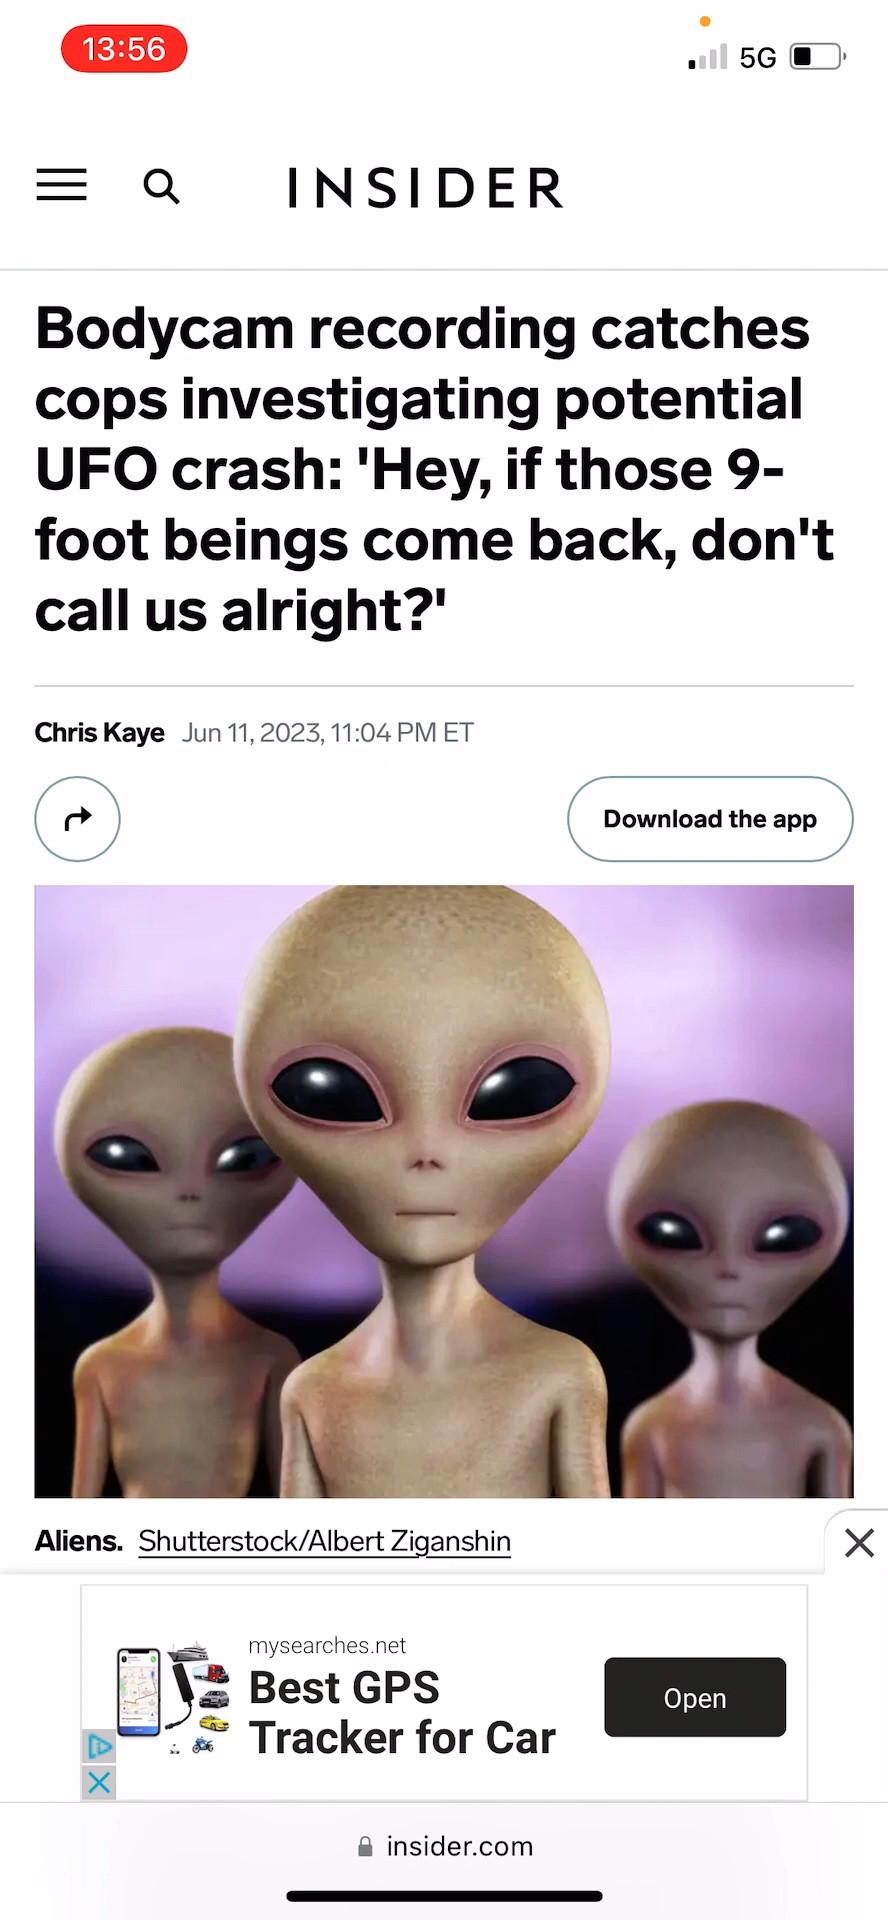 13:56
5G
INSIDER
Bodycam recording catches
cops investigating potential
UFO crash: 'Hey, if those 9-
foot beings come back, don't
call us alright?'
Chris Kaye Jun 11, 2023, 11:04 PM ET
Download the app
Aliens. Shutterstock/Albert Ziganshin
mysearches.net
Best GPS
Tracker for Car
Open
insider.com